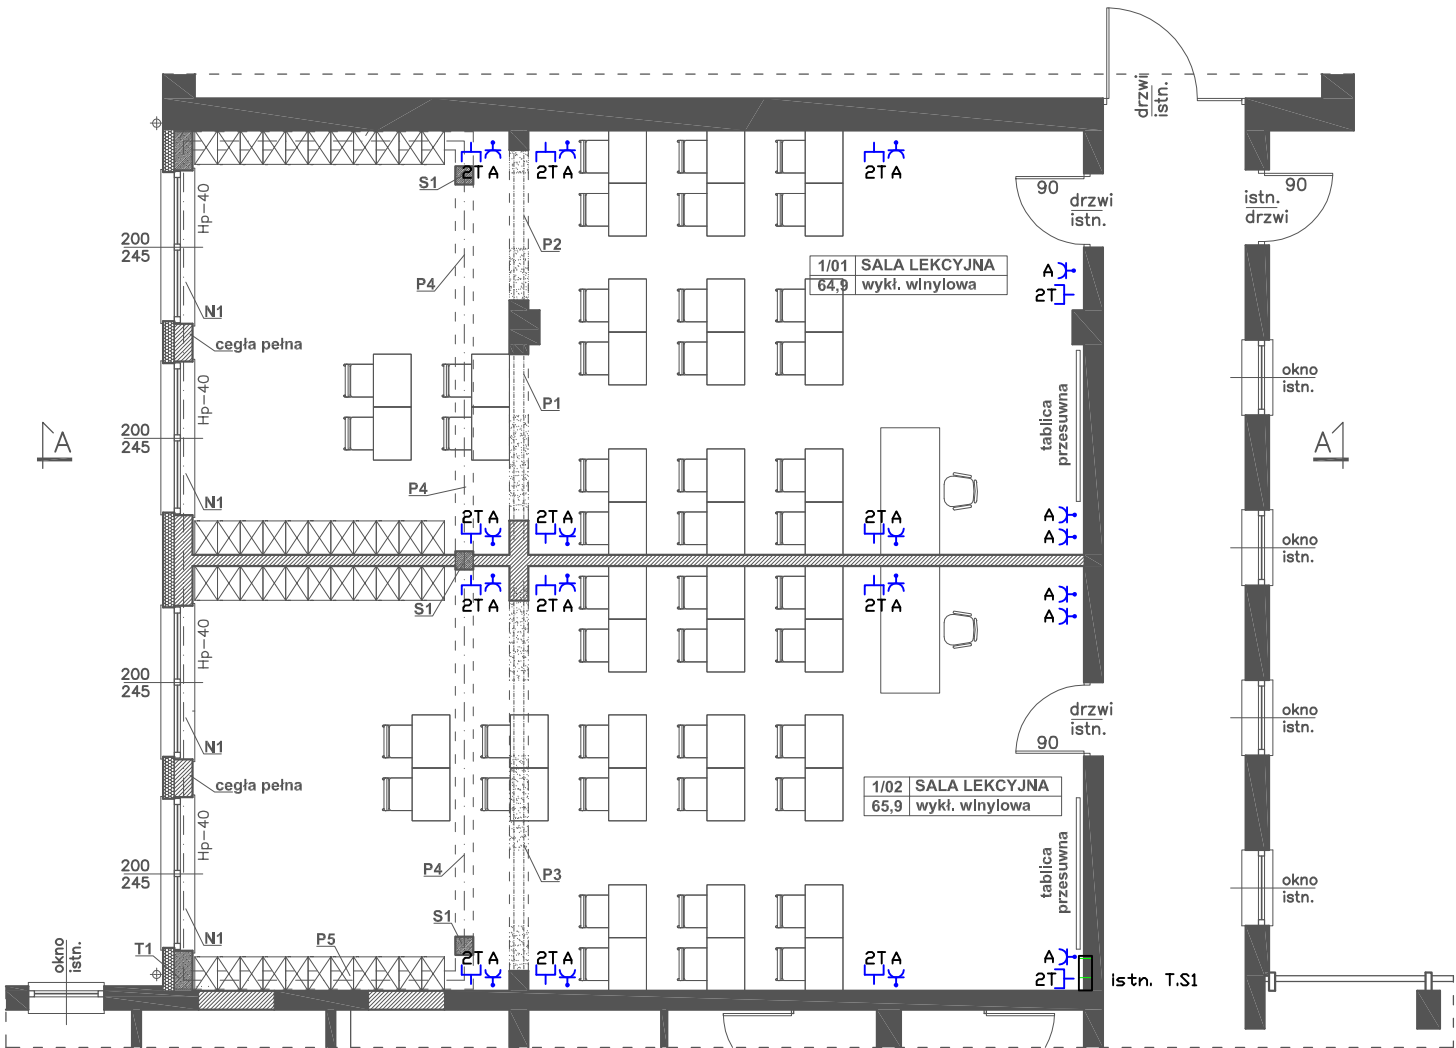 drzwi
istn.
2T A
2T A
2T A
S1
Hp-40
90
drzwi
istn.
90
istn.
drzwi
200
245
P2
P4
1/01 SALA LEKCYJNA
64,9 wykł. winylowa
A
2T
N1
cegła pełna
Hp-40
okno
istn.
P1
tablica
przesuwna
200
245
A
A
P4
N1
2T A
2T A
2T A
A
A
okno
istn.
S1
2T A
2T A
2T A
A
A
Hp-40
200
245
drzwi
istn.
90
okno
istn.
N1
cegła pełna
1/02 SALA LEKCYJNA
65,9 wykł. winylowa
Hp-40
tablica
przesuwna
200
245
P4
P3
okno
istn.
S1
N1
T1
P5
okno
istn.
2T A
2T A
2T A
A
2T
istn. T.S1